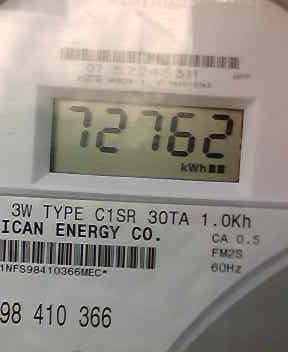 72762
kWh
3W TYPE C1SR 30TA 1.0Kh
ICAN ENERGY CO.
CA 0.5
FM2S
60Hz
1NFS98410366MEC*
98 410 366